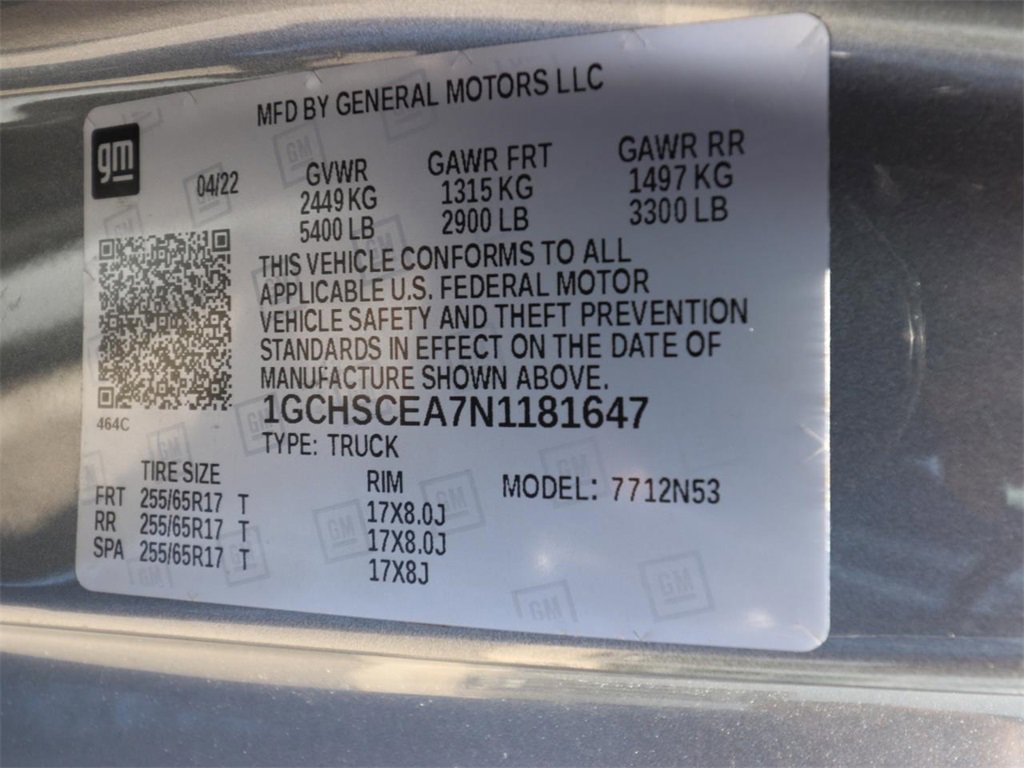 MFD BY GENERAL MOTORS LLC
gm
04/22
GVWR GAWR FRT GAWR RR
2449 KG 1315 KG 1497 KG
5400 LB 2900 LB 3300 LB
THIS VEHICLE CONFORMS TO ALL
APPLICABLE U.S. FEDERAL MOTOR
VEHICLE SAFETY AND THEFT PREVENTION
STANDARDS IN EFFECT ON THE DATE OF
MANUFACTURE SHOWN ABOVE.
464C
1GCHSCEA7N1181647
TYPE: TRUCK
TIRE SIZE RIM MODEL: 7712N53
FRT 255/65R17 T 17X8.0J
RR 255/65R17 T 17X8.0J
SPA 255/65R17 T 17X8J